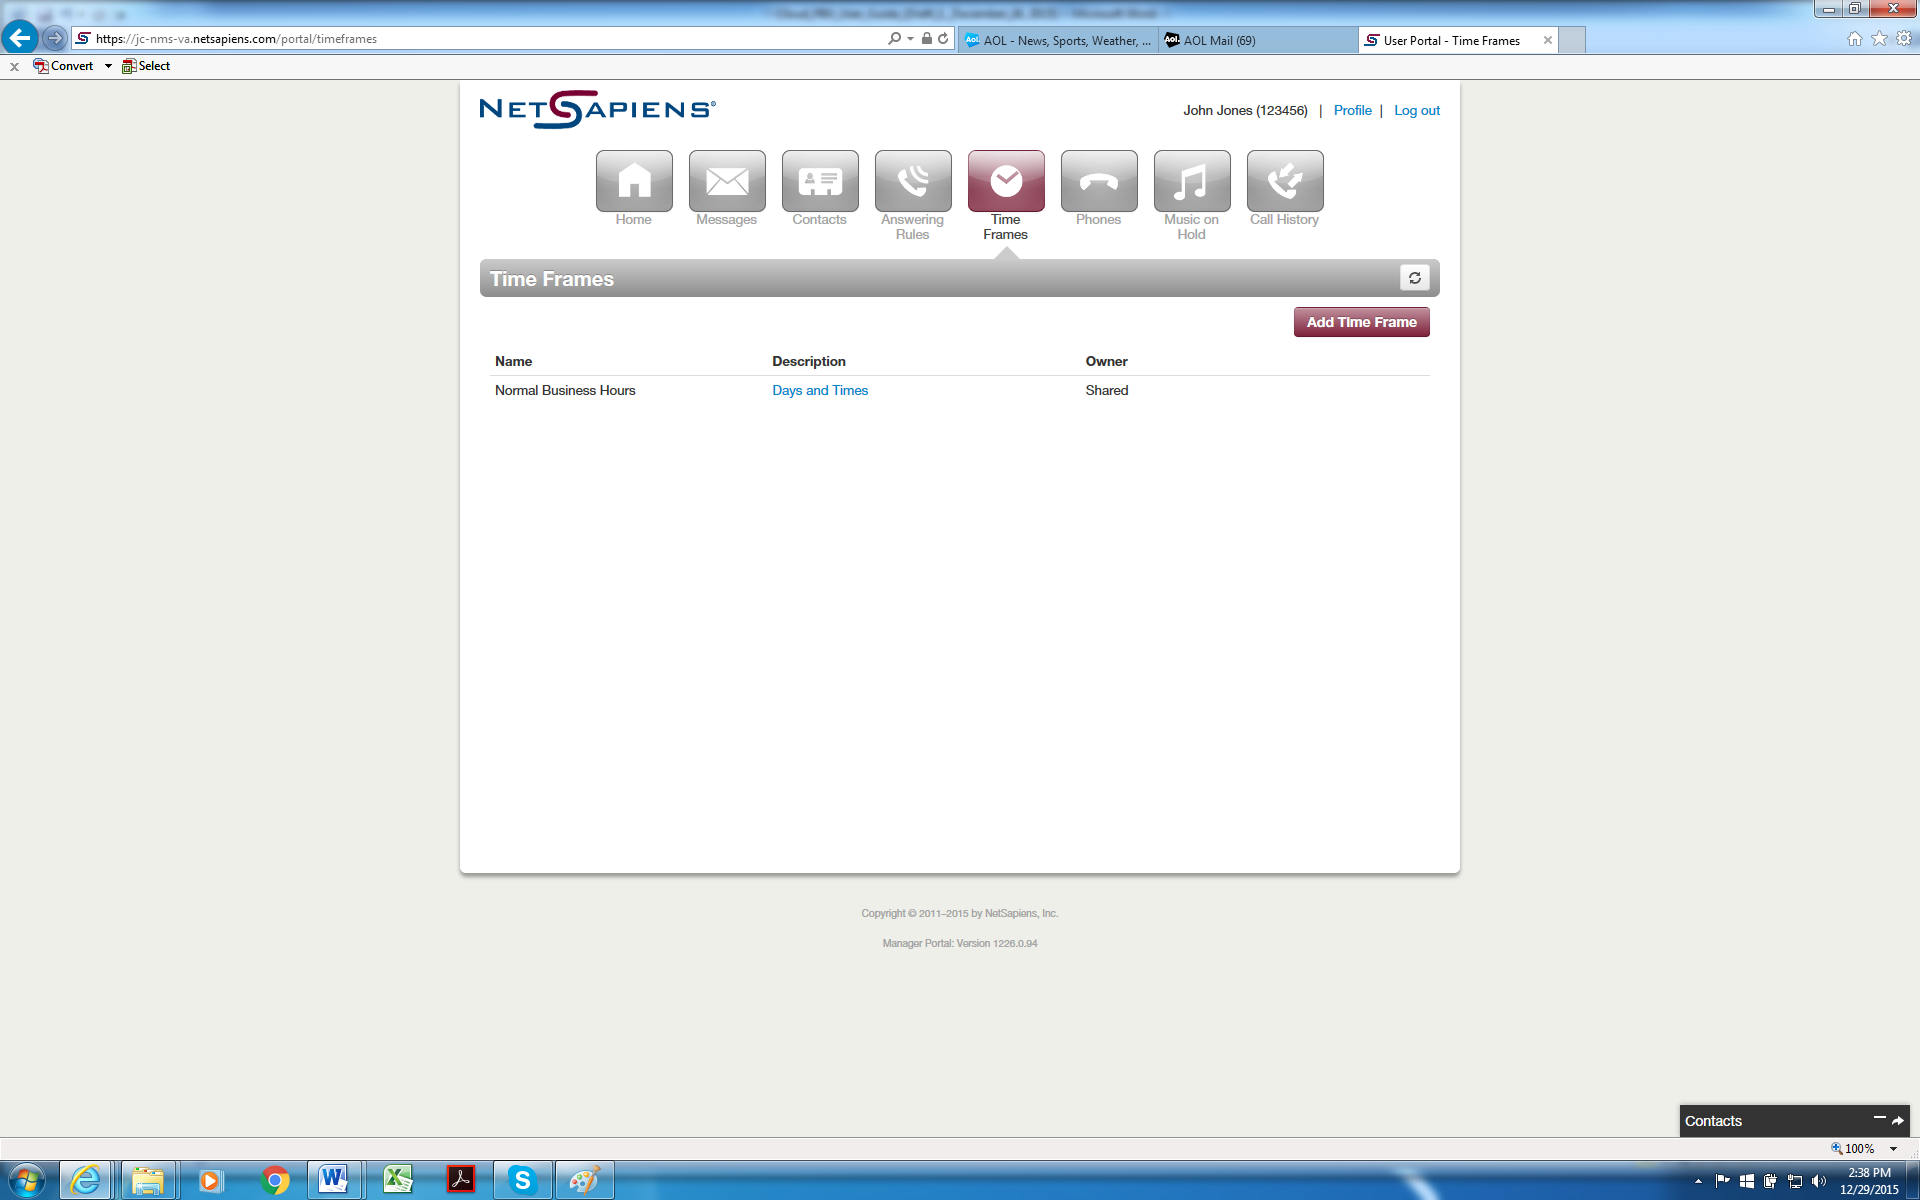 https://jc-nms-va.netsapiens.com/portal/timeframes
AOL - News, Sports, Weather, ...
AOL Mail (69)
User Portal - Time Frames
Convert
Select
NETSAPIENS®
John Jones (123456) | Profile | Log out
Home
Messages
Contacts
Answering
Rules
Time
Frames
Phones
Music on
Hold
Call History
Time Frames
Add Time Frame
Name Description Owner
Normal Business Hours Days and Times Shared
Copyright © 2011–2015 by NetSapiens, Inc.
Manager Portal: Version 1226.0.94
Contacts
100%
2:38 PM
12/29/2015